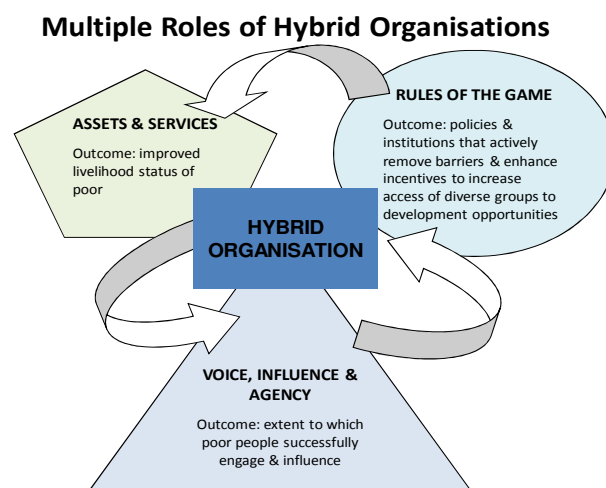 Multiple Roles of Hybrid Organisations
ASSETS & SERVICES
Outcome: improved
livelihood status of
poor
RULES OF THE GAME
Outcome: policies &
institutions that actively
remove barriers & enhance
incentives to increase
access of diverse groups to
development opportunities
HYBRID
ORGANISATION
VOICE, INFLUENCE &
AGENCY
Outcome: extent to which
poor people successfully
engage & influence